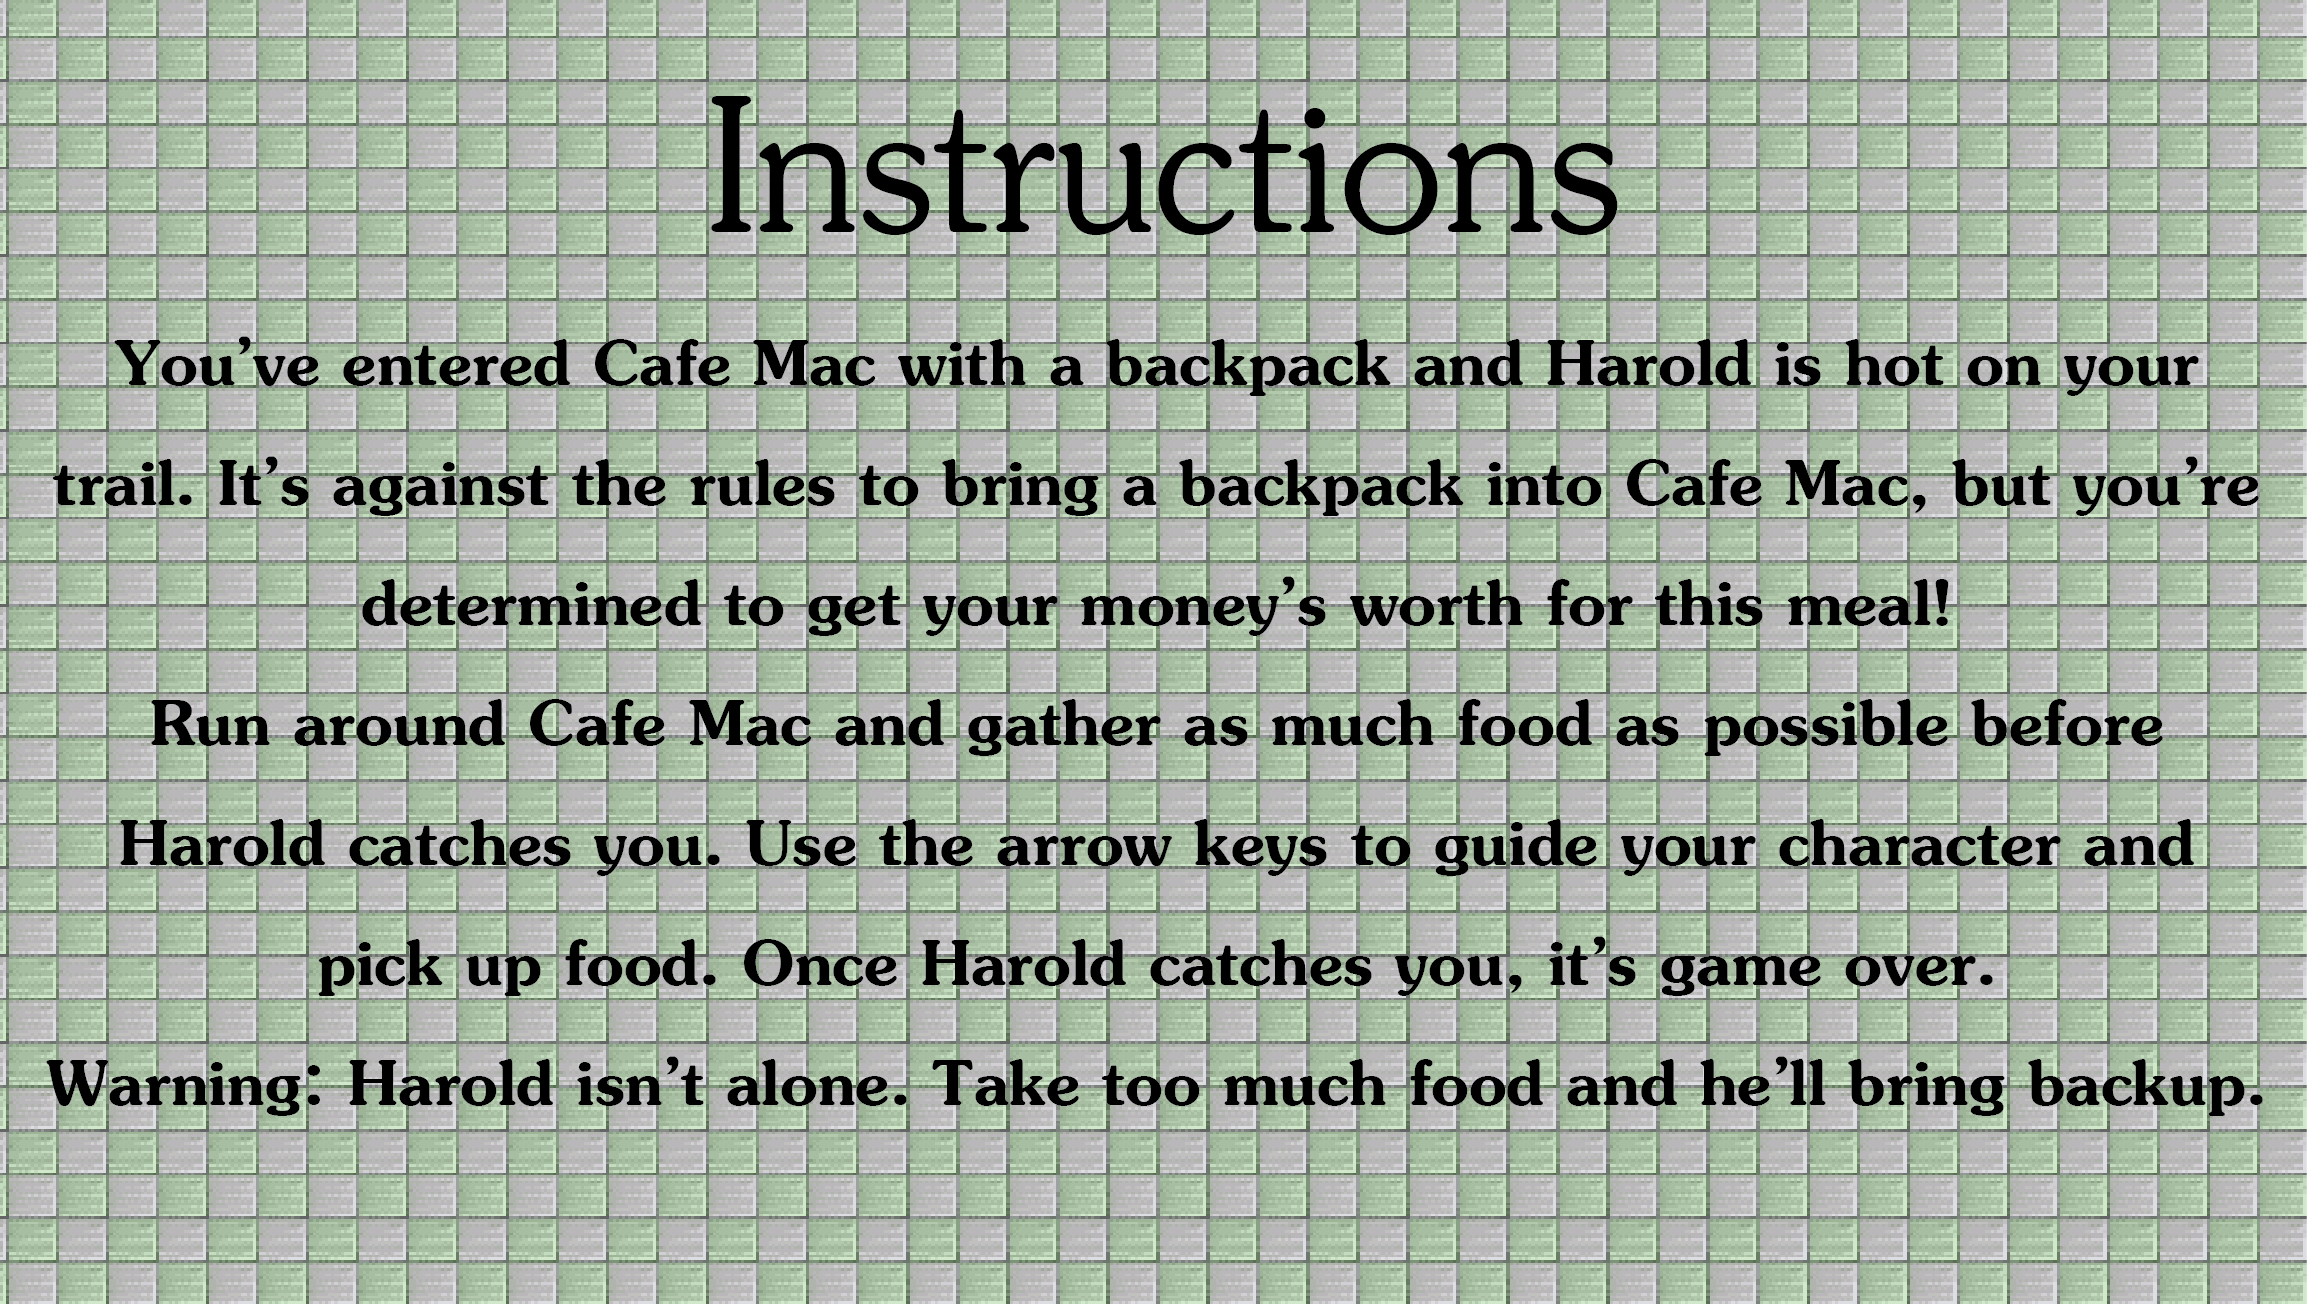 Instructions
You’ve entered Cafe Mac with a backpack and Harold is hot on your
trail. It’s against the rules to bring a backpack into Cafe Mac, but you’re
determined to get your money’s worth for this meal!
Run around Cafe Mac and gather as much food as possible before
Harold catches you. Use the arrow keys to guide your character and
pick up food. Once Harold catches you, it’s game over.
Warning: Harold isn’t alone. Take too much food and he’ll bring backup.